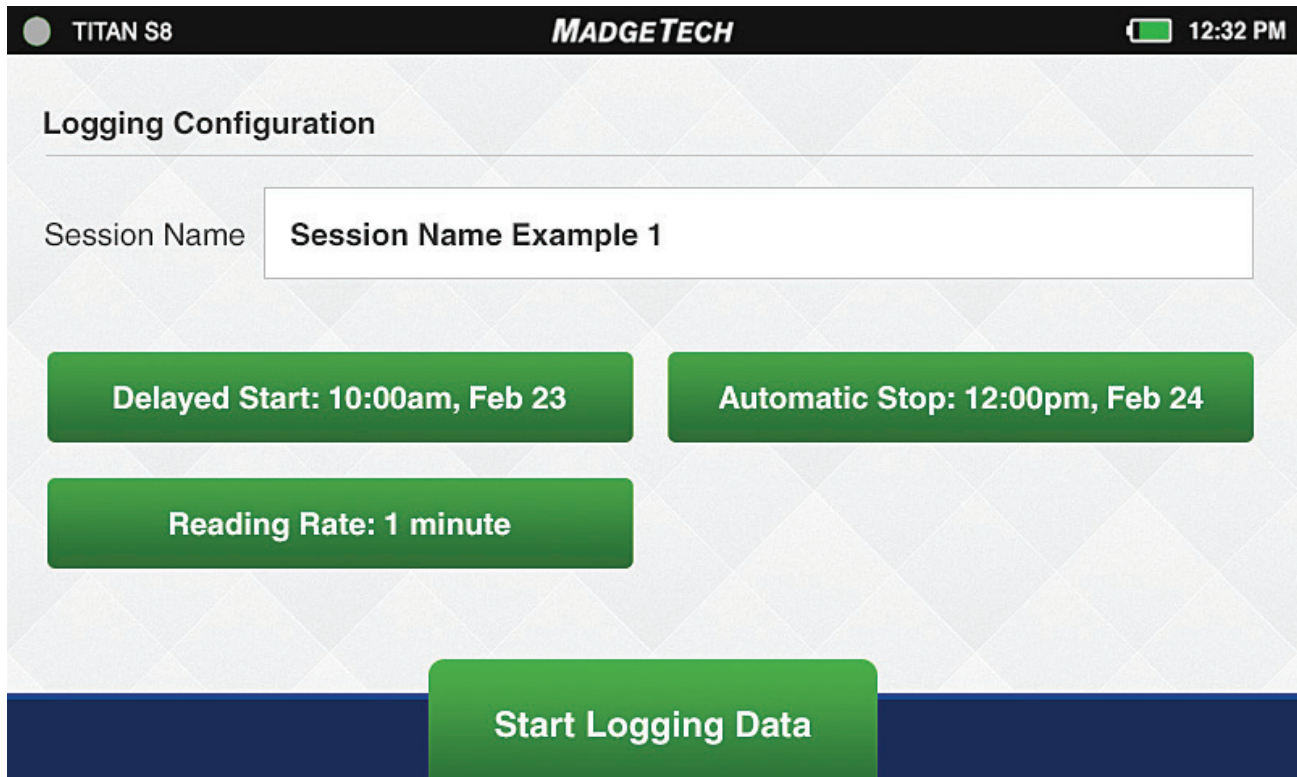 TITAN S8 MADGETECH 12:32 PM
Logging Configuration
Session Name Session Name Example 1
Delayed Start: 10:00am, Feb 23 Automatic Stop: 12:00pm, Feb 24
Reading Rate: 1 minute
Start Logging Data